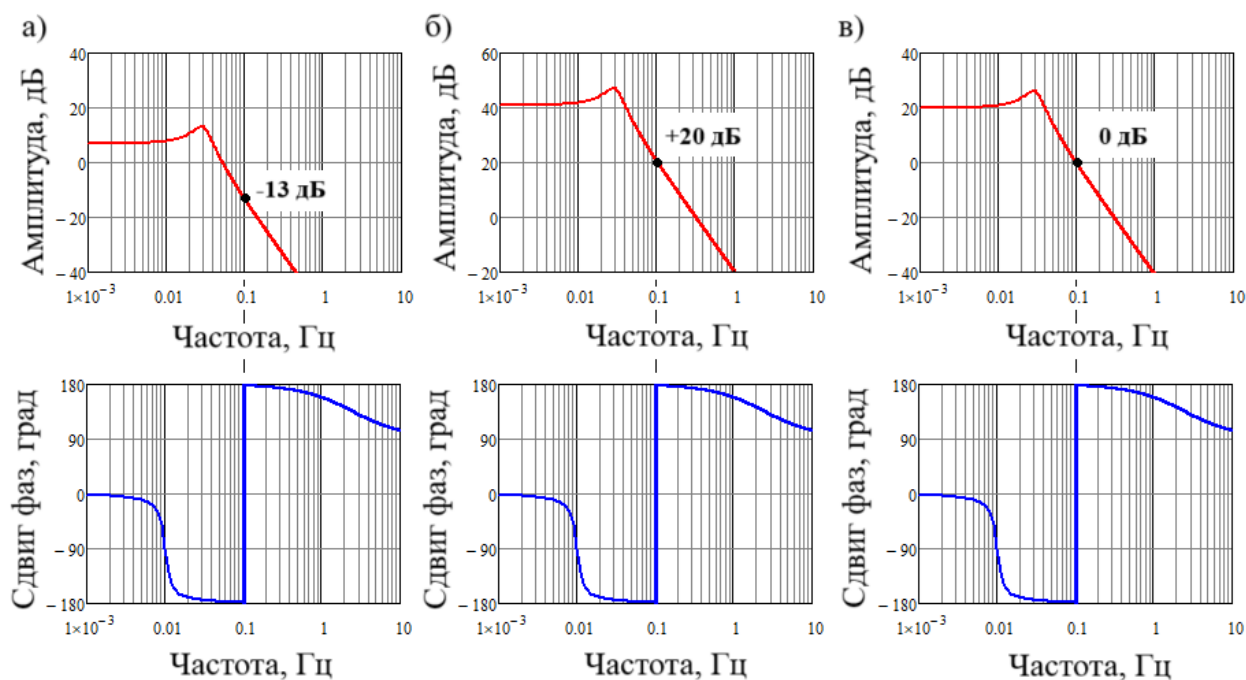 а)
Амплитуда, дБ
40
20
0
−20
−40
-13 дБ
1×10⁻³ 0.01 0.1 1 10
Частота, Гц
б)
Амплитуда, дБ
60
40
20
0
−20
+20 дБ
1×10⁻³ 0.01 0.1 1 10
Частота, Гц
в)
Амплитуда, дБ
40
20
0
−20
−40
0 дБ
1×10⁻³ 0.01 0.1 1 10
Частота, Гц
Сдвиг фаз, град
180
90
0
−90
−180
1×10⁻³ 0.01 0.1 1 10
Частота, Гц
Сдвиг фаз, град
180
90
0
−90
−180
1×10⁻³ 0.01 0.1 1 10
Частота, Гц
Сдвиг фаз, град
180
90
0
−90
−180
1×10⁻³ 0.01 0.1 1 10
Частота, Гц